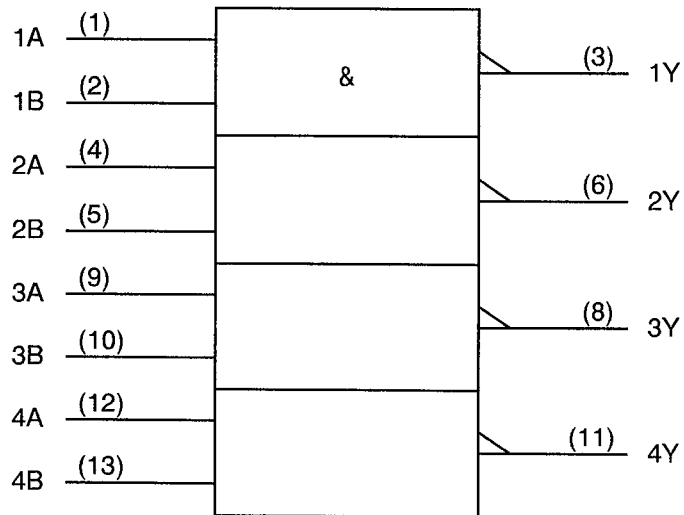 1A (1)
1B (2)
2A (4)
2B (5)
3A (9)
3B (10)
4A (12)
4B (13)
&
(3) 1Y
(6) 2Y
(8) 3Y
(11) 4Y